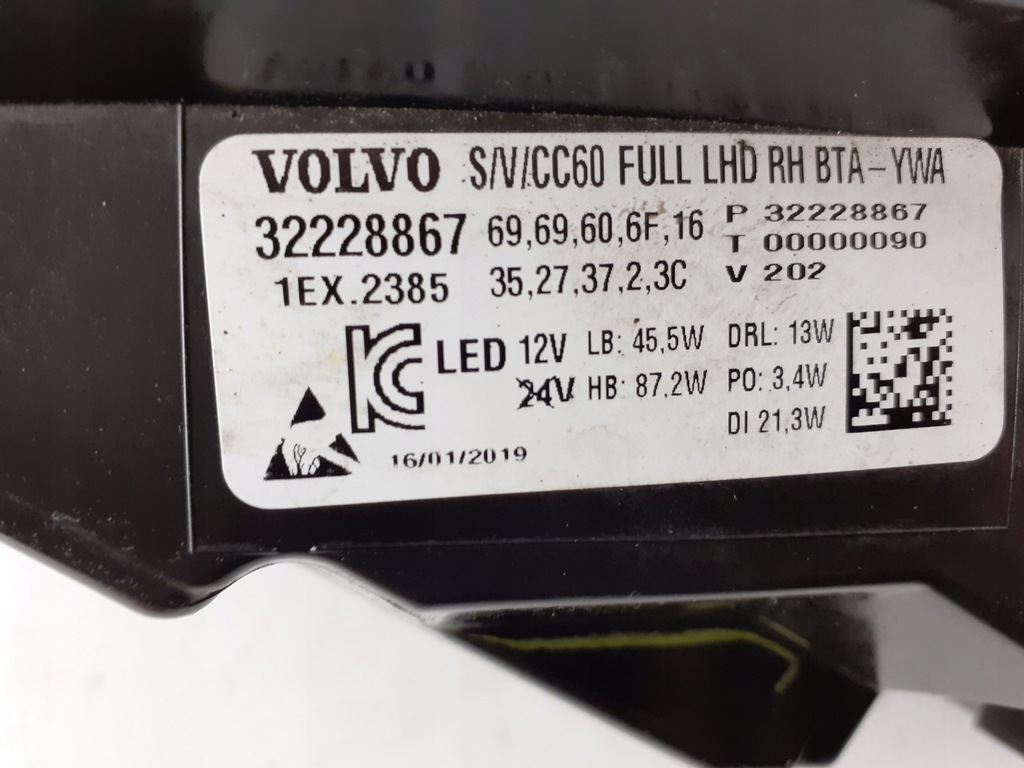 VOLVO S/V/CC60 FULL LHD RH BTA-YWA
32228867 69,69,60,6F,16 P 32228867
T 00000090
1EX.2385 35,27,37,2,3C V 202
LED 12V LB: 45,5W DRL: 13W
24V HB: 87.2W PO: 3,4W
DI 21,3W
16/01/2019